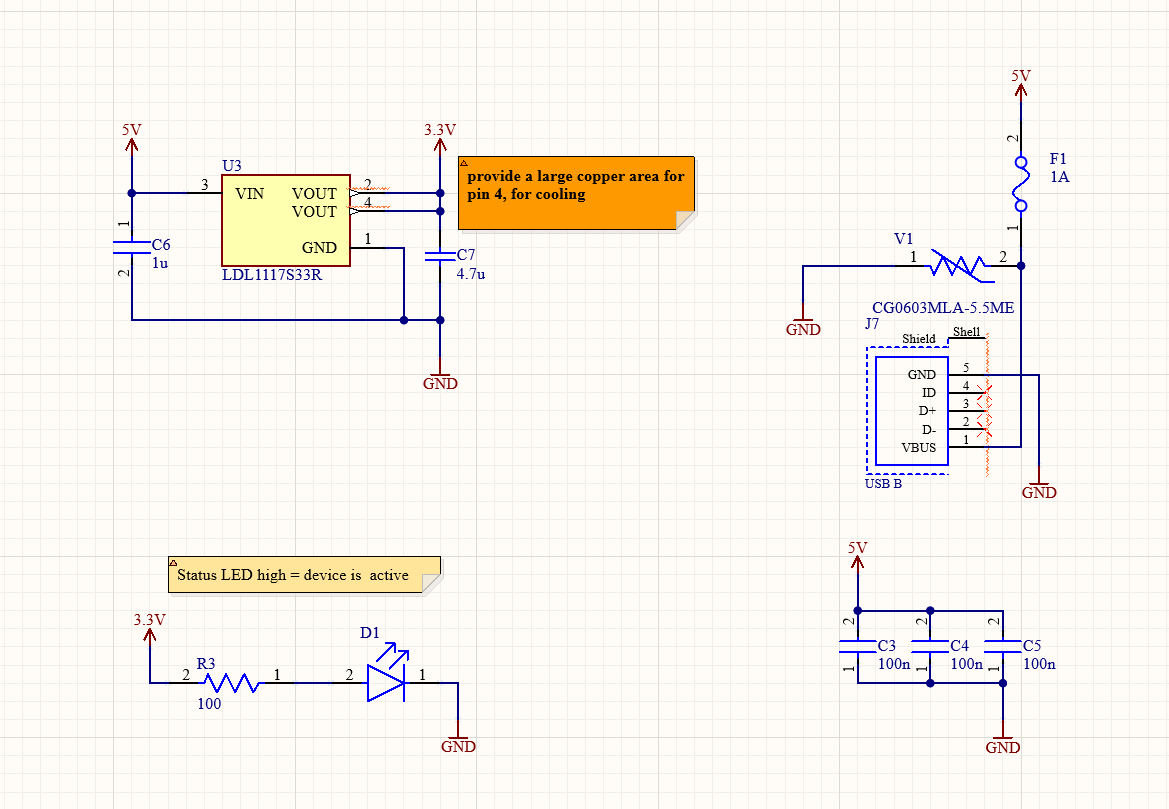 5V
3.3V
provide a large copper area for
pin 4, for cooling
U3
3 VIN VOUT 2
VOUT 4
GND 1
LDL1117S33R
1
C6
1u
2
C7
4.7u
GND
5V
2
F1
1A
1
V1
1 2
CG0603MLA-5.5ME
GND
J7
Shield Shell
GND 5
ID 4
D+ 3
D- 2
VBUS 1
USB B
GND
Status LED high = device is  active
3.3V
R3
2 1
100
D1
2 1
GND
5V
2 2 2
C3 C4 C5
100n 100n 100n
1 1 1
GND